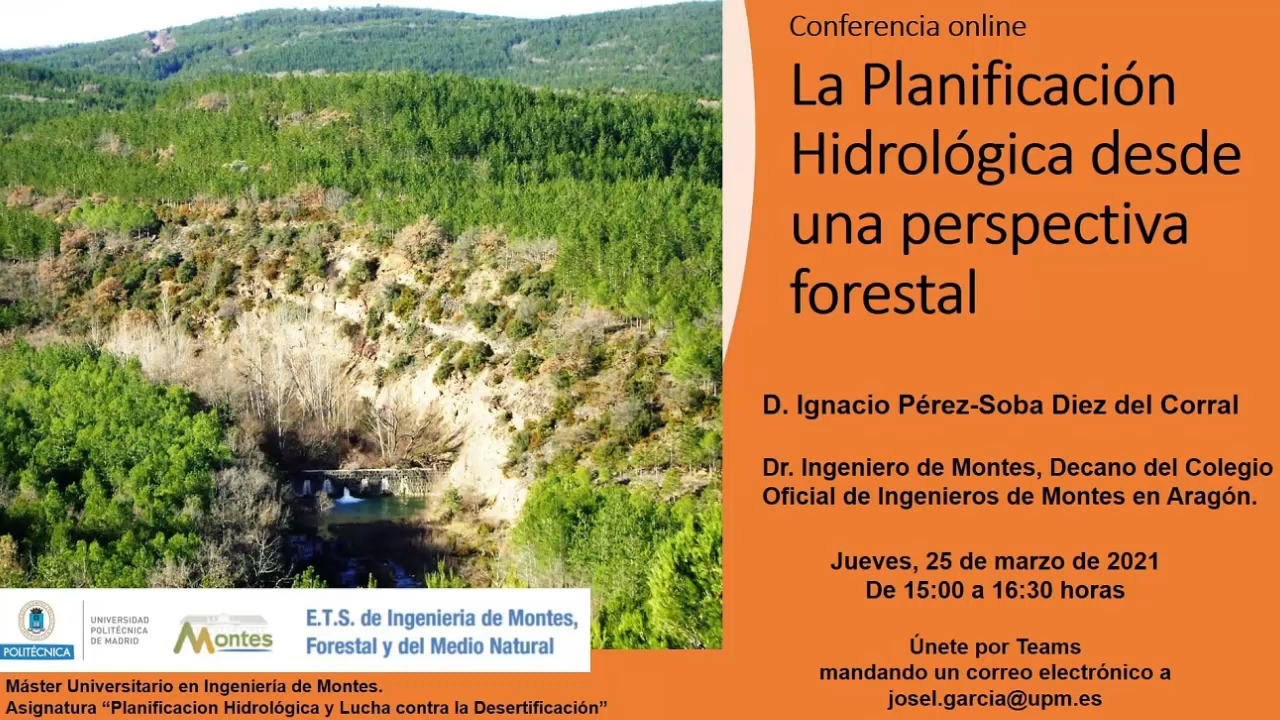 Conferencia online
La Planificación
Hidrológica desde
una perspectiva
forestal
D. Ignacio Pérez-Soba Diez del Corral
Dr. Ingeniero de Montes, Decano del Colegio
Oficial de Ingenieros de Montes en Aragón.
Jueves, 25 de marzo de 2021
De 15:00 a 16:30 horas
Únete por Teams
mandando un correo electrónico a
josel.garcia@upm.es
POLITÉCNICA
UNIVERSIDAD
POLITÉCNICA
DE MADRID
Montes
E.T.S. de Ingenieria de Montes,
Forestal y del Medio Natural
Máster Universitario en Ingeniería de Montes.
Asignatura “Planificacion Hidrológica y Lucha contra la Desertificación”